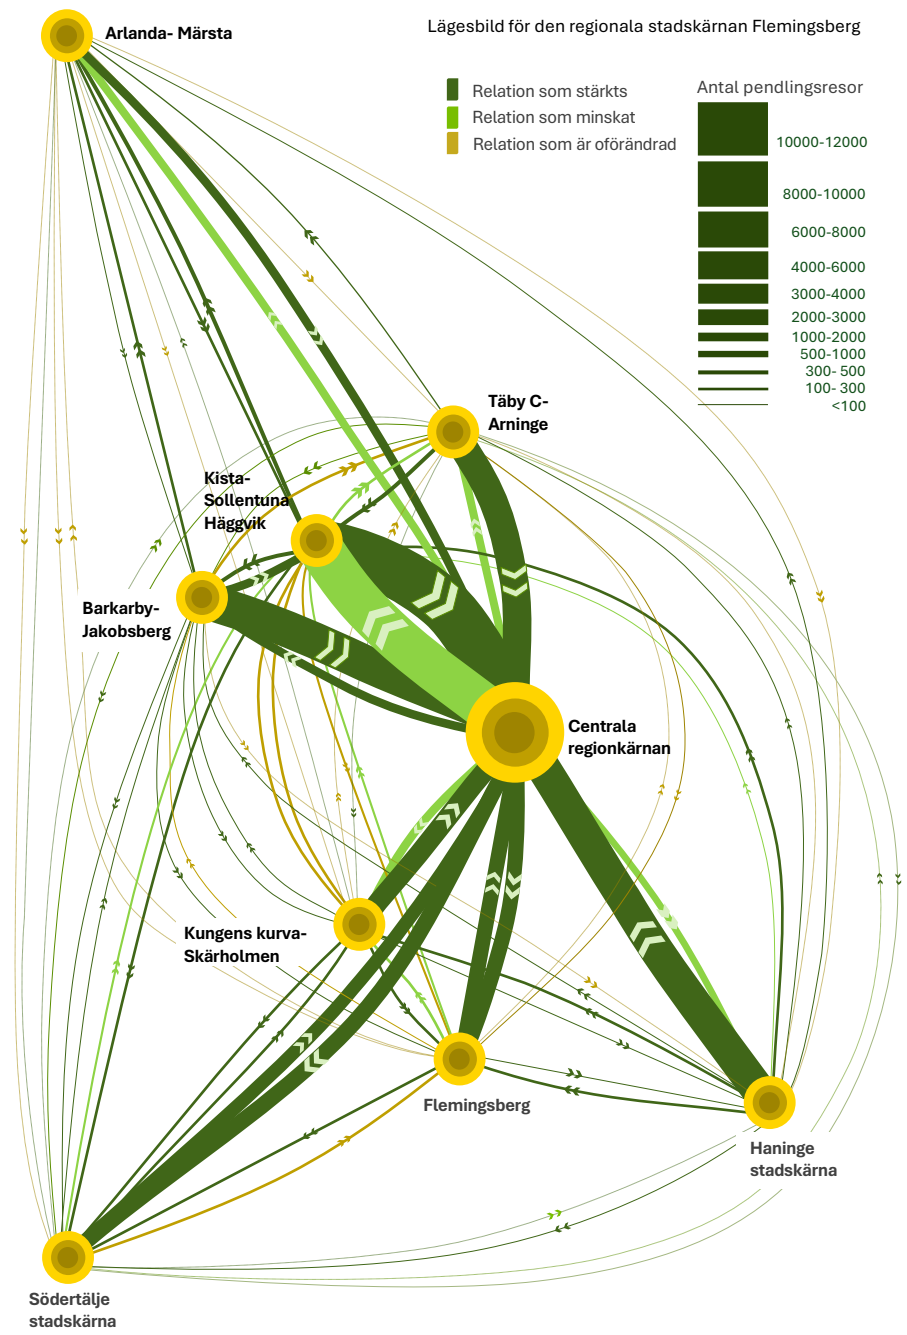 Arlanda- Märsta
Lägesbild för den regionala stadskärnan Flemingsberg
Relation som stärkts
Relation som minskat
Relation som är oförändrad
Antal pendlingsresor
10000-12000
8000-10000
6000-8000
4000-6000
3000-4000
2000-3000
1000-2000
500-1000
300- 500
100- 300
<100
Täby C-
Arninge
Kista-
Sollentuna
Häggvik
Barkarby-
Jakobsberg
Centrala
regionkärnan
Kungens kurva-
Skärholmen
Flemingsberg
Haninge
stadskärna
Södertälje
stadskärna